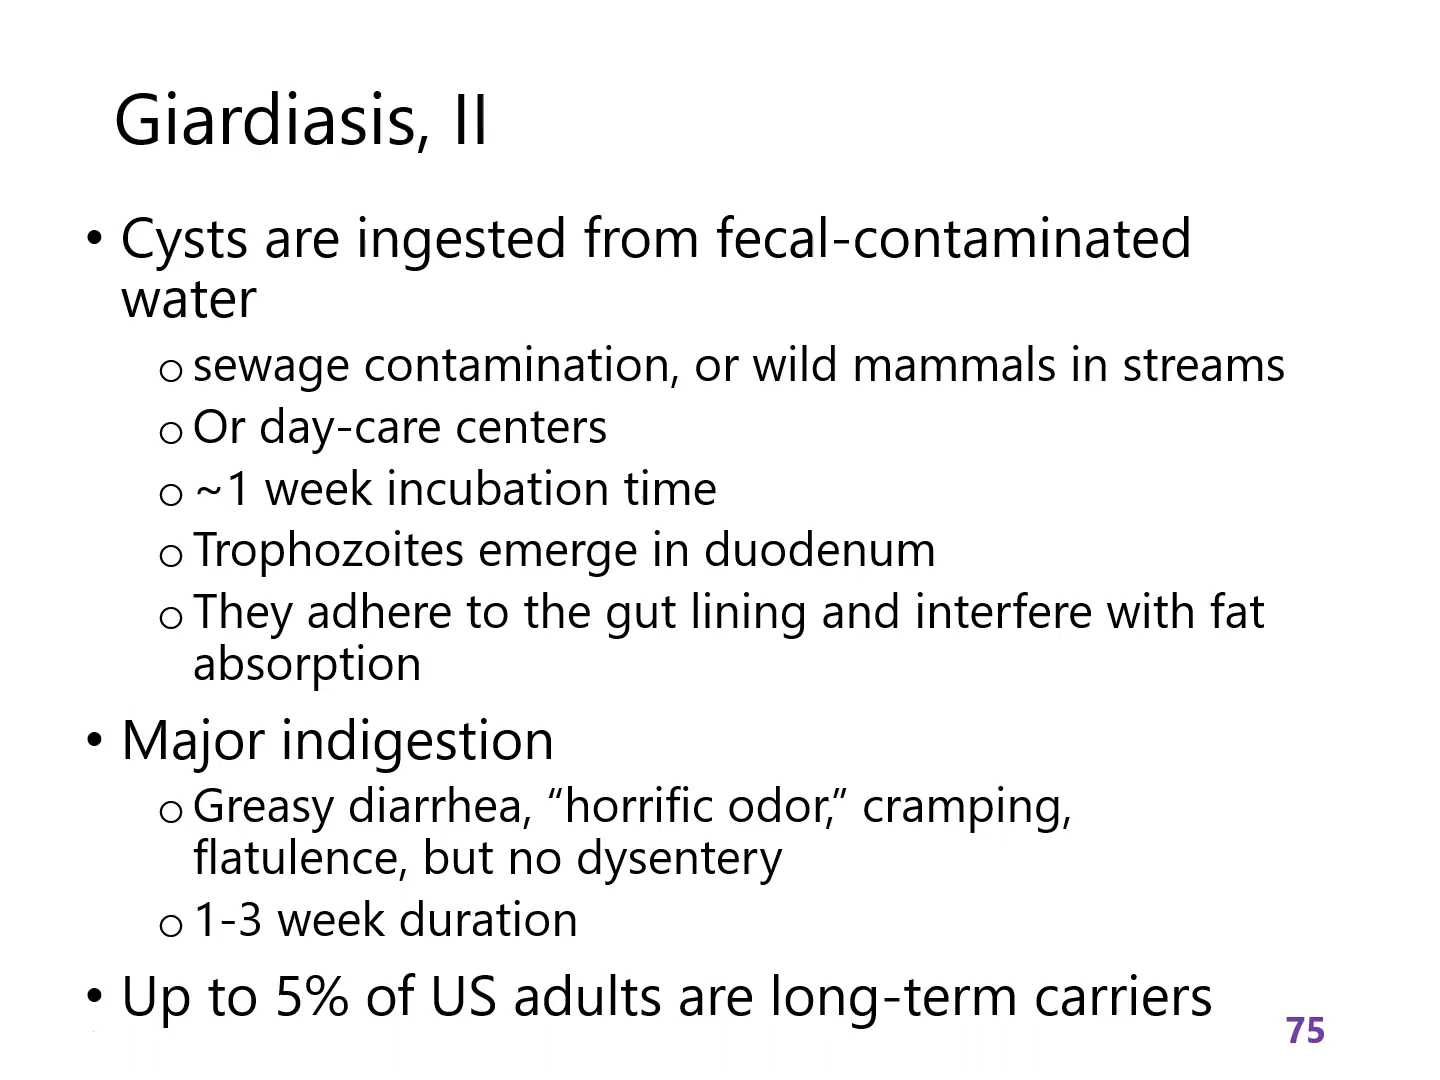 Giardiasis, II
• Cysts are ingested from fecal-contaminated
water
o sewage contamination, or wild mammals in streams
o Or day-care centers
o ~1 week incubation time
o Trophozoites emerge in duodenum
o They adhere to the gut lining and interfere with fat
absorption
• Major indigestion
o Greasy diarrhea, “horrific odor,” cramping,
flatulence, but no dysentery
o 1-3 week duration
• Up to 5% of US adults are long-term carriers
75